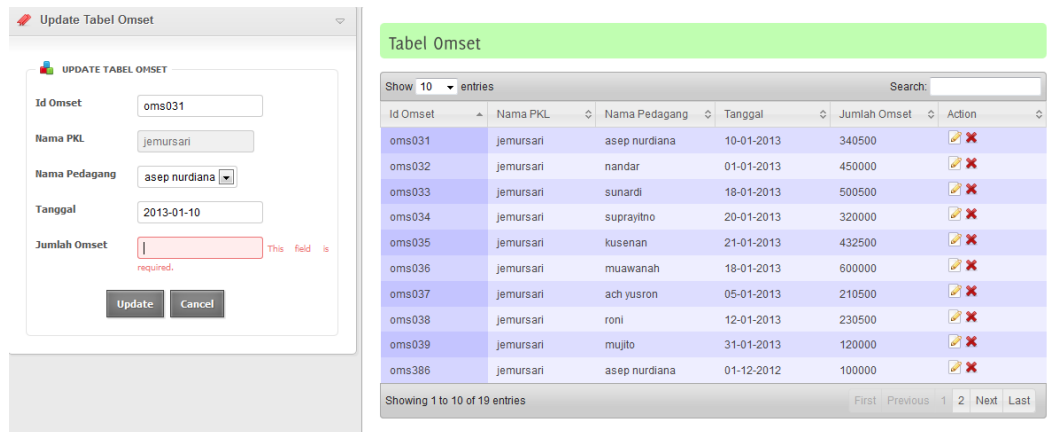 Update Tabel Omset
UPDATE TABEL OMSET
Id Omset oms031
Nama PKL jemursari
Nama Pedagang asep nurdiana
Tanggal 2013-01-10
Jumlah Omset This field is
required.
Update Cancel
Tabel Omset
Show 10 entries Search:
Id Omset Nama PKL Nama Pedagang Tanggal Jumlah Omset Action
oms031 jemursari asep nurdiana 10-01-2013 340500
oms032 jemursari nandar 01-01-2013 450000
oms033 jemursari sunardi 18-01-2013 500500
oms034 jemursari suprayitno 20-01-2013 320000
oms035 jemursari kusenan 21-01-2013 432500
oms036 jemursari muawanah 18-01-2013 600000
oms037 jemursari ach yusron 05-01-2013 210500
oms038 jemursari roni 12-01-2013 230500
oms039 jemursari mujito 31-01-2013 120000
oms386 jemursari asep nurdiana 01-12-2012 100000
Showing 1 to 10 of 19 entries First Previous 1 2 Next Last